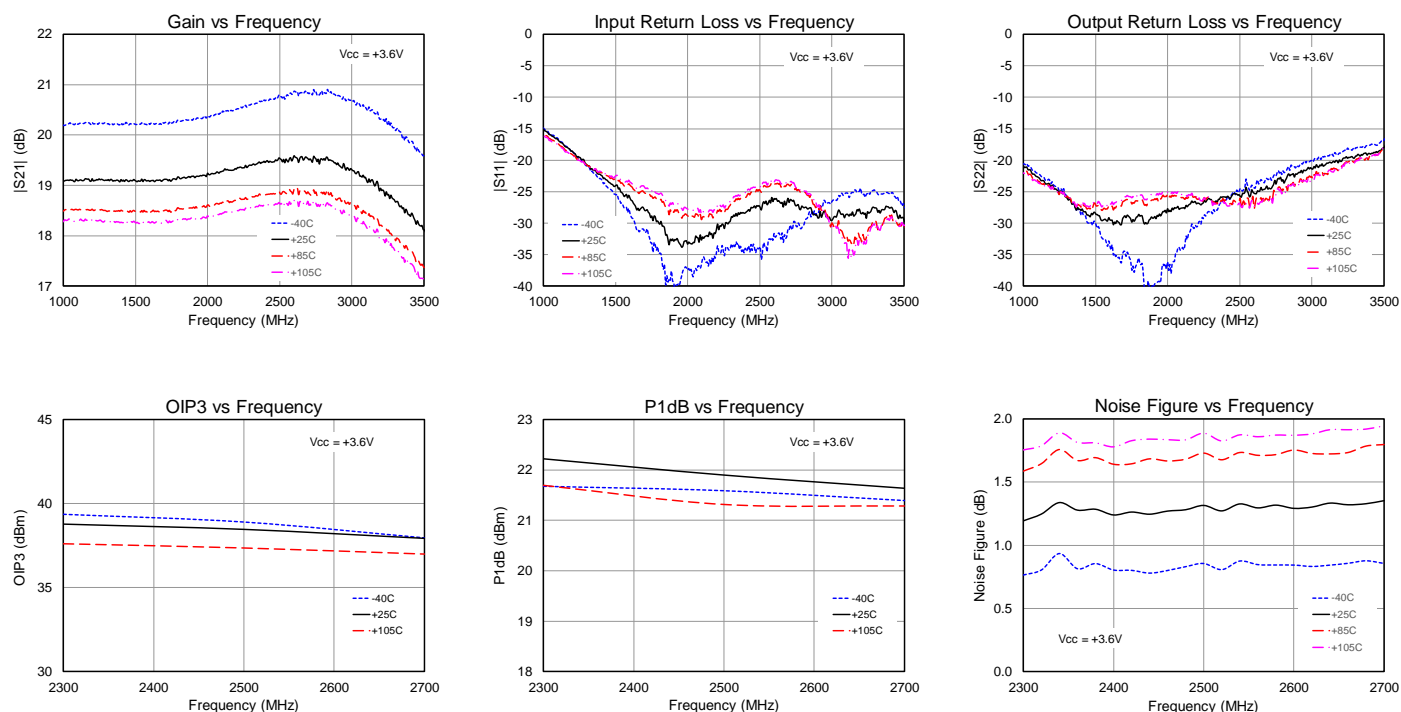 Gain vs Frequency
22
21
20
19
18
17
|S21| (dB)
Vcc = +3.6V
-40C
+25C
+85C
+105C
1000
1500
2000
2500
3000
3500
Frequency (MHz)
Input Return Loss vs Frequency
0
-5
-10
-15
-20
-25
-30
-35
-40
|S11| (dB)
Vcc = +3.6V
-40C
+25C
+85C
+105C
1000
1500
2000
2500
3000
3500
Frequency (MHz)
Output Return Loss vs Frequency
0
-5
-10
-15
-20
-25
-30
-35
-40
|S22| (dB)
Vcc = +3.6V
-40C
+25C
+85C
+105C
1000
1500
2000
2500
3000
3500
Frequency (MHz)
OIP3 vs Frequency
45
40
35
30
OIP3 (dBm)
Vcc = +3.6V
-40C
+25C
+105C
2300
2400
2500
2600
2700
Frequency (MHz)
P1dB vs Frequency
23
22
21
20
19
18
P1dB (dBm)
Vcc = +3.6V
-40C
+25C
+105C
2300
2400
2500
2600
2700
Frequency (MHz)
Noise Figure vs Frequency
2.0
1.5
1.0
0.5
0.0
Noise Figure (dB)
Vcc = +3.6V
-40C
+25C
+85C
+105C
2300
2400
2500
2600
2700
Frequency (MHz)